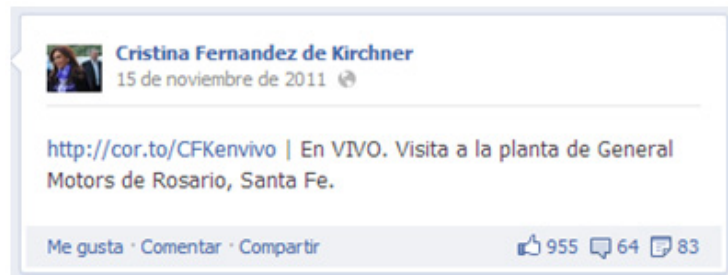 Cristina Fernandez de Kirchner
15 de noviembre de 2011
http://cor.to/CFKenvivo | En VIVO. Visita a la planta de General
Motors de Rosario, Santa Fe.
Me gusta · Comentar · Compartir 955 64 83